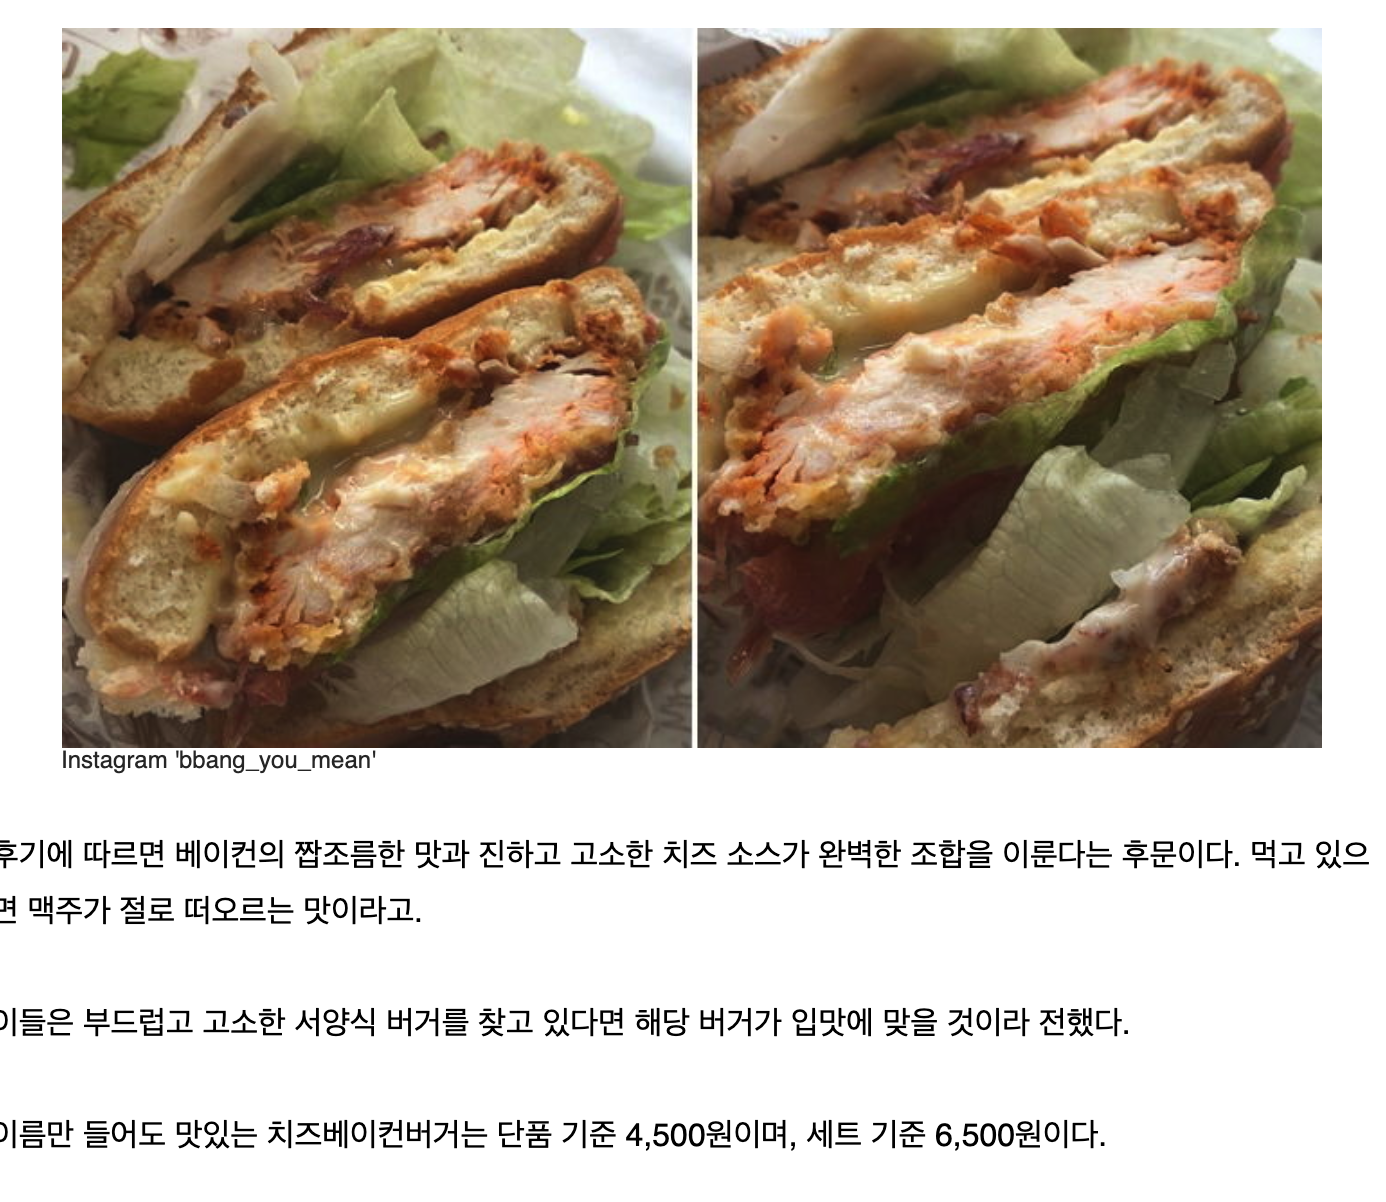 Instagram 'bbang_you_mean'
후기에 따르면 베이컨의 짭조름한 맛과 진하고 고소한 치즈 소스가 완벽한 조합을 이룬다는 후문이다. 먹고 있으
면 맥주가 절로 떠오르는 맛이라고.
이들은 부드럽고 고소한 서양식 버거를 찾고 있다면 해당 버거가 입맛에 맞을 것이라 전했다.
이름만 들어도 맛있는 치즈베이컨버거는 단품 기준 4,500원이며, 세트 기준 6,500원이다.